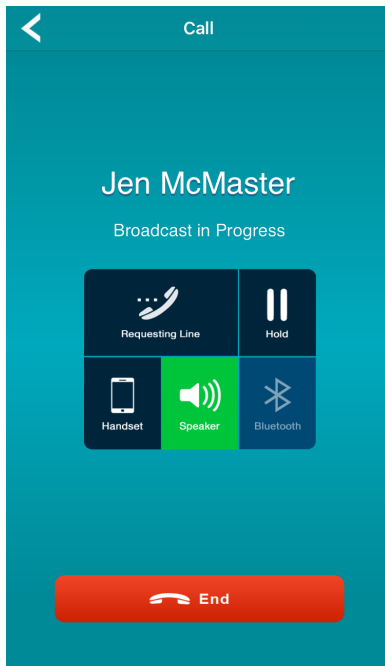 Call
Jen McMaster
Broadcast in Progress
Requesting Line
Hold
Handset
Speaker
Bluetooth
End